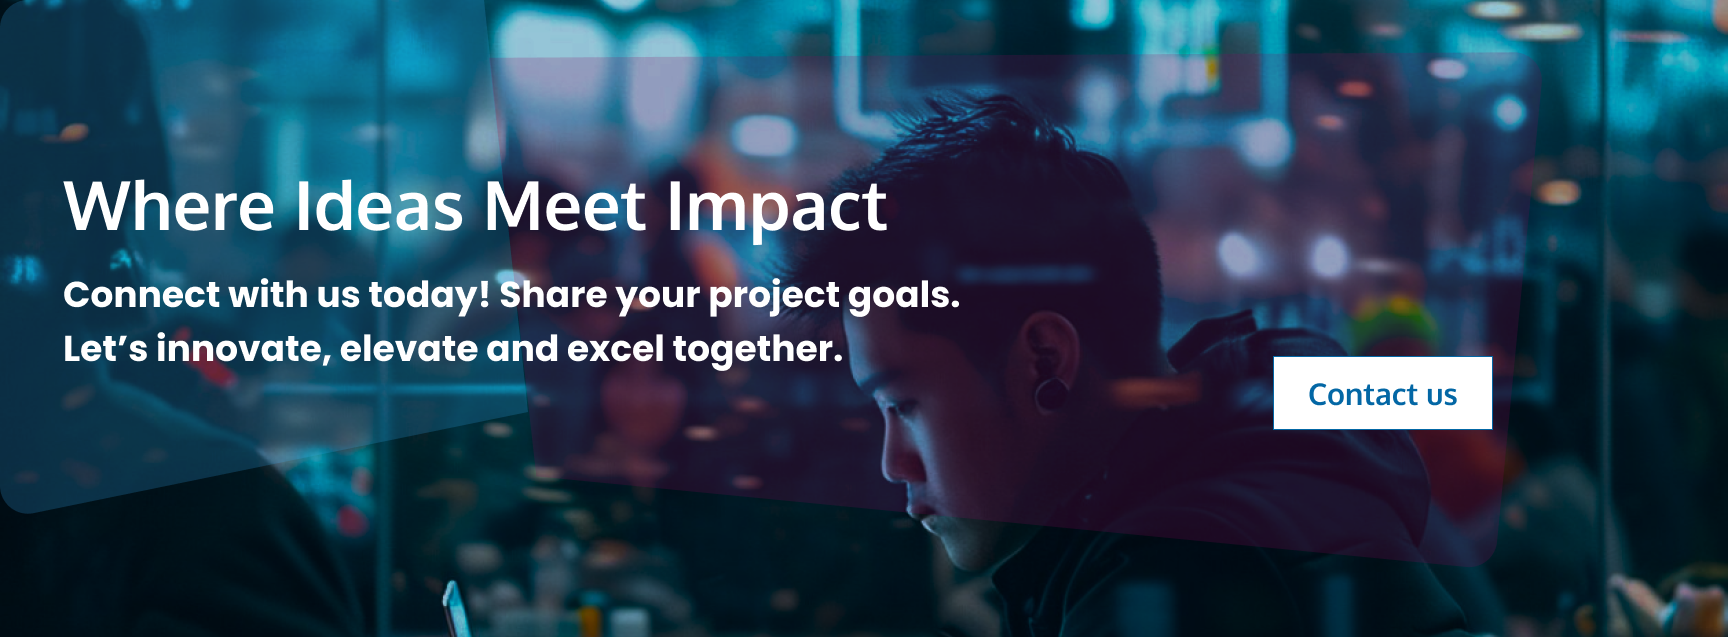 Where Ideas Meet Impact
Connect with us today! Share your project goals.
Let’s innovate, elevate and excel together.
Contact us